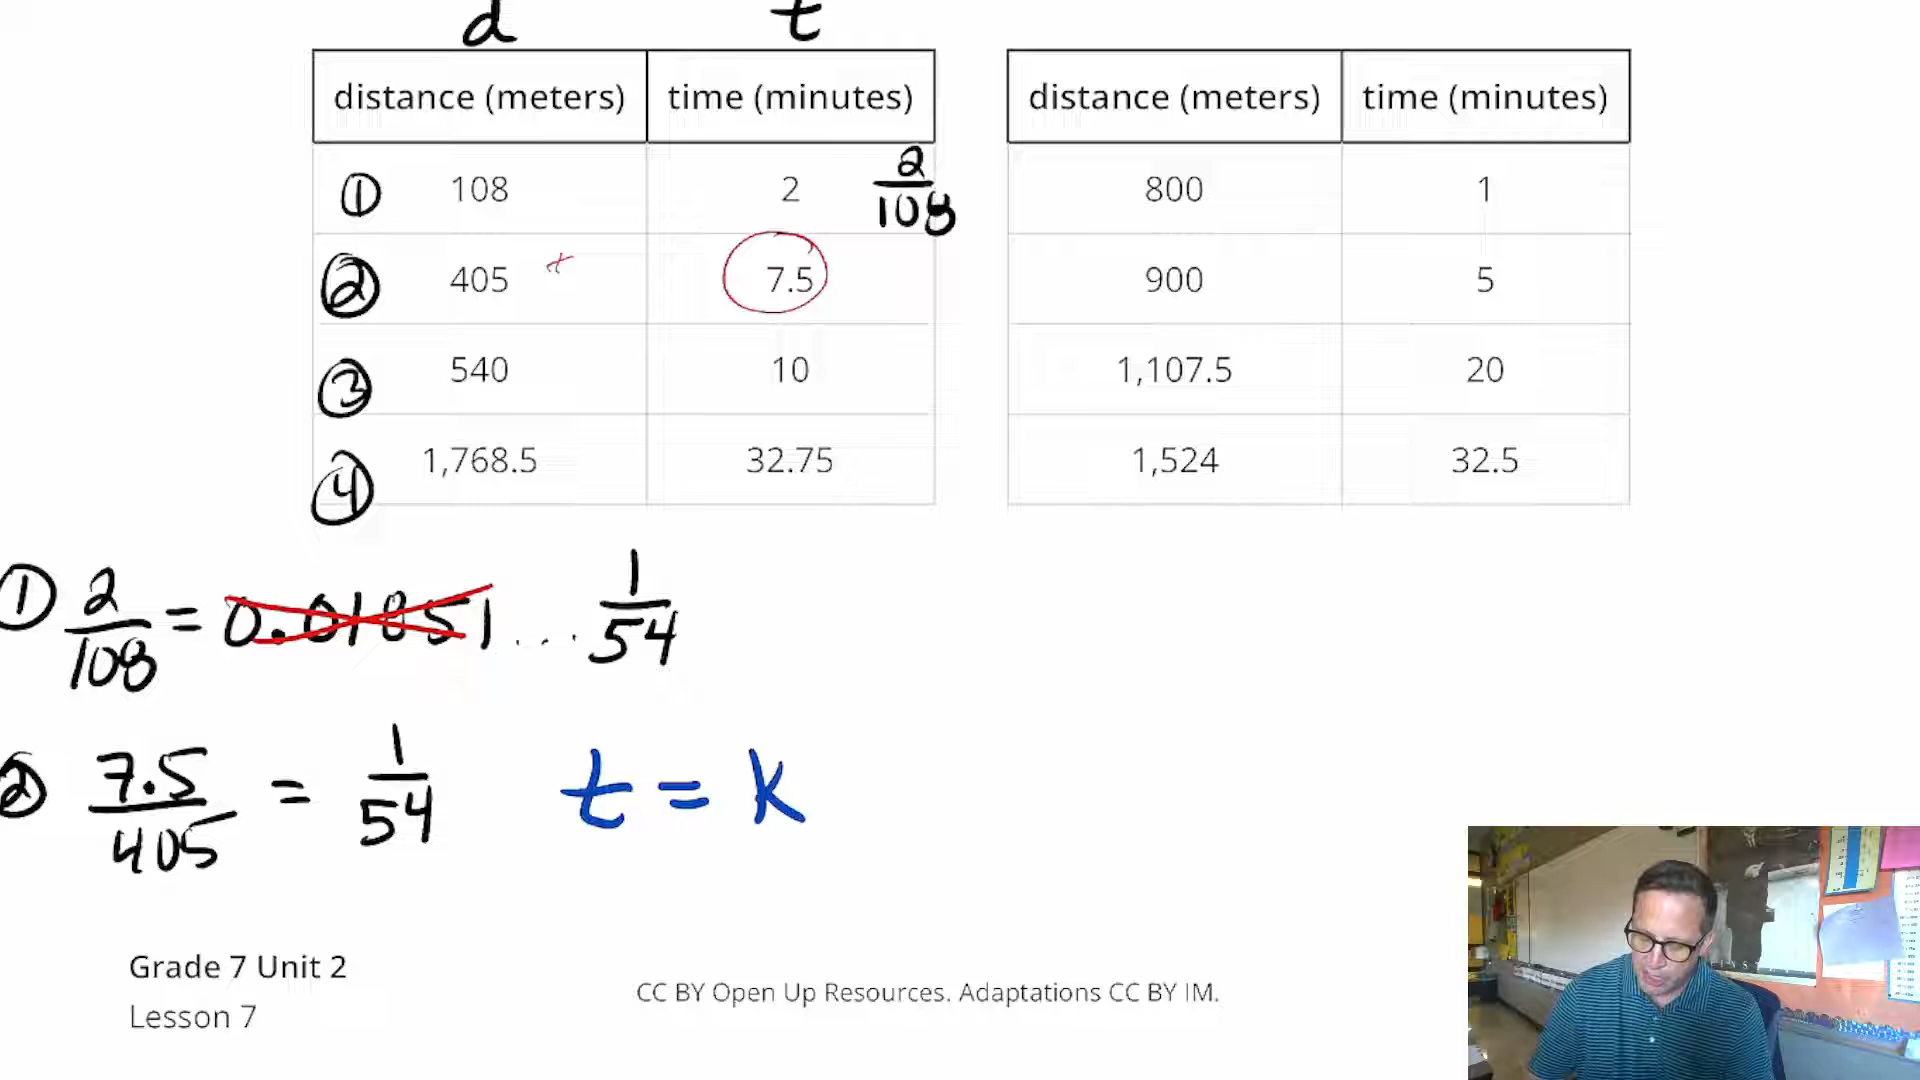 d t
distance (meters) time (minutes) distance (meters) time (minutes)
① 108 2 2/108 800 1
② 405 7.5 900 5
③ 540 10 1,107.5 20
④ 1,768.5 32.75 1,524 32.5
① 2/108 = 0.01851... 1/54
② 7.5/405 = 1/54 t = k
Grade 7 Unit 2
Lesson 7
CC BY Open Up Resources. Adaptations CC BY IM.